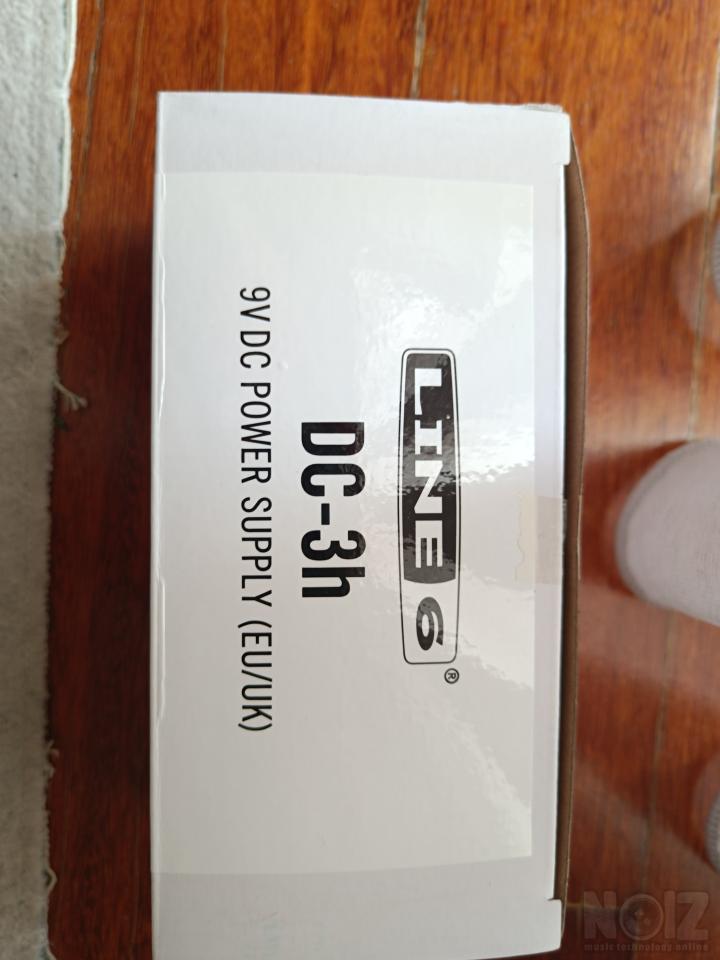 LINE 6®
DC-3h
9V DC POWER SUPPLY (EU/UK)
NOIZ
music technology online